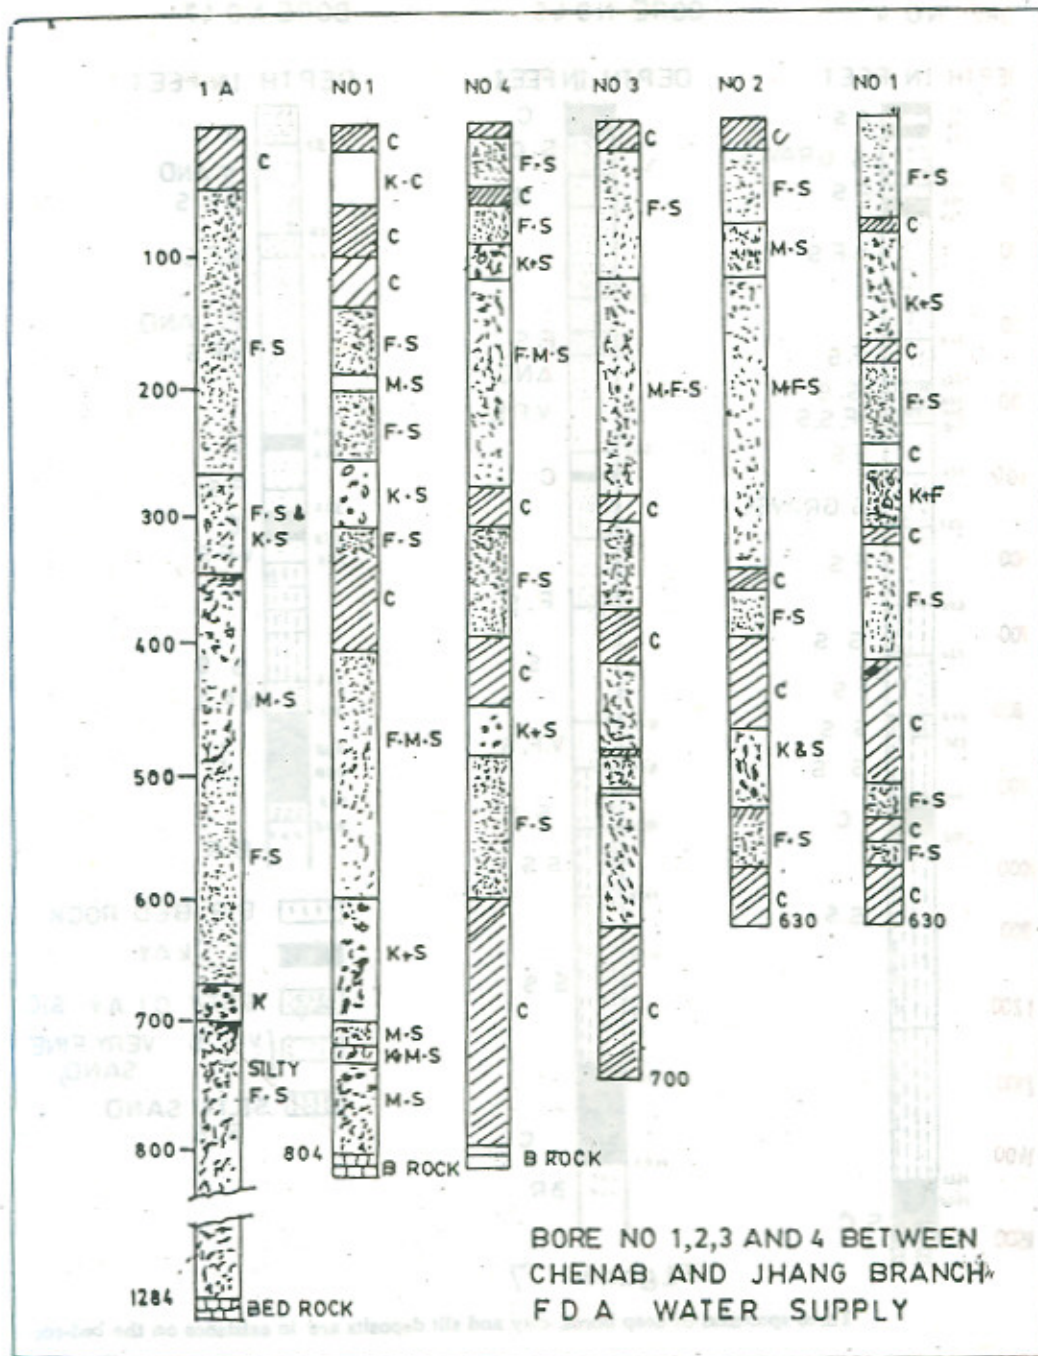 1 A NO 1 NO 4 NO 3 NO 2 NO 1
C
F·S
F·S &
K·S
M·S
F·S
K
SILTY
F·S
1284 BED ROCK
100
200
300
400
500
600
700
800
C
K·C
C
C
F·S
M·S
F·S
K·S
F·S
C
F·M·S
K+S
M·S
K+M·S
M·S
804 B ROCK
F·S
C
F·S
K+S
F·M·S
C
F·S
C
K+S
F·S
C
B ROCK
C
F·S
M·F·S
C
C
C
700
C
F·S
M·S
M+F·S
C
F·S
C
K & S
F·S
C
630
F·S
C
K+S
C
F·S
C
K+F
C
F·S
C
F·S
C
F·S
C
630
BORE NO 1,2,3 AND 4 BETWEEN
CHENAB AND JHANG BRANCH
F D A WATER SUPPLY